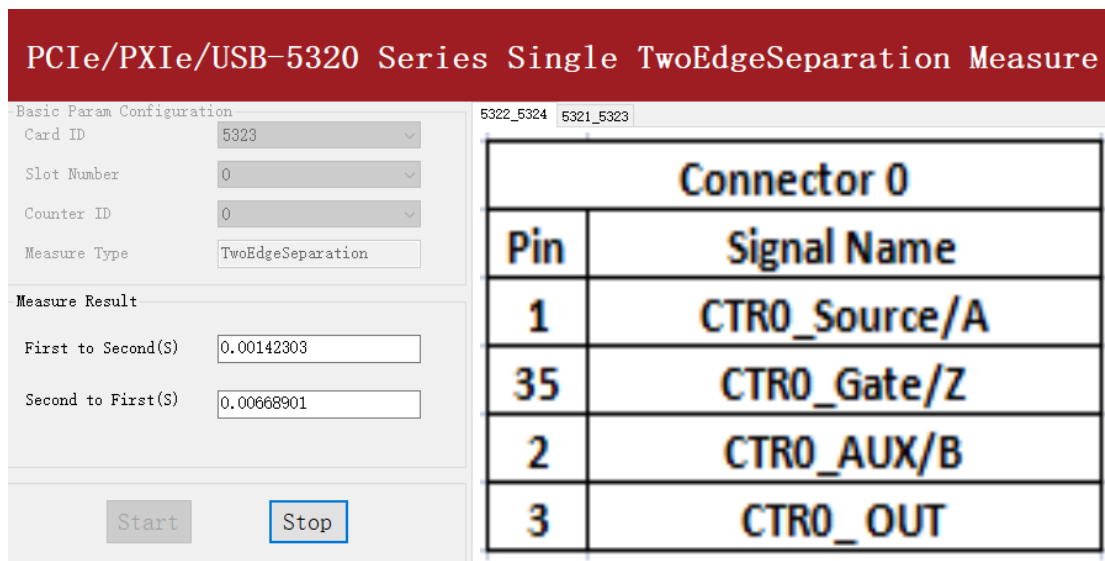 PCIe/PXIe/USB-5320 Series Single TwoEdgeSeparation Measure
Basic Param Configuration
Card ID 5323
Slot Number 0
Counter ID 0
Measure Type TwoEdgeSeparation
Measure Result
First to Second(S) 0.00142303
Second to First(S) 0.00668901
Start Stop
5322_5324 5321_5323
Connector 0
Pin Signal Name
1 CTR0_Source/A
35 CTR0_Gate/Z
2 CTR0_AUX/B
3 CTR0_ OUT